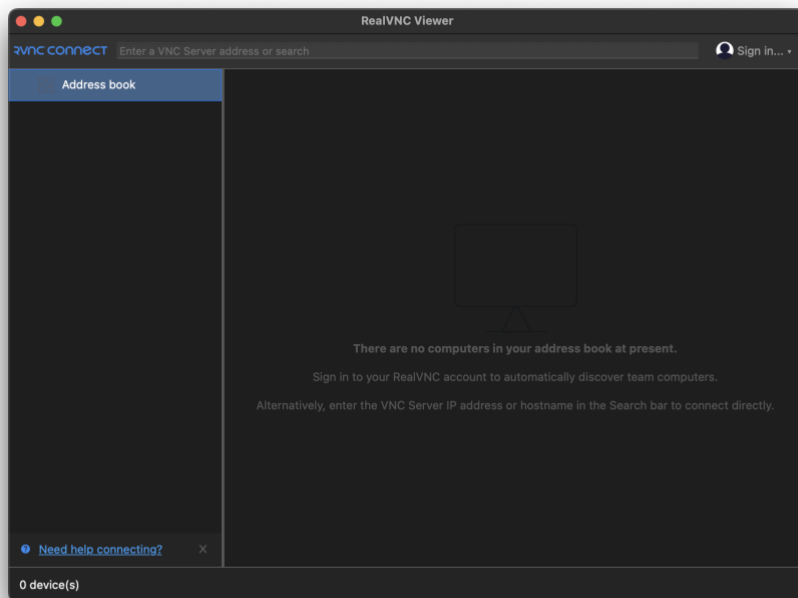 RealVNC Viewer
RVNC CONNECT
Enter a VNC Server address or search
Sign in...
Address book
There are no computers in your address book at present.
Sign in to your RealVNC account to automatically discover team computers.
Alternatively, enter the VNC Server IP address or hostname in the Search bar to connect directly.
? Need help connecting? X
0 device(s)